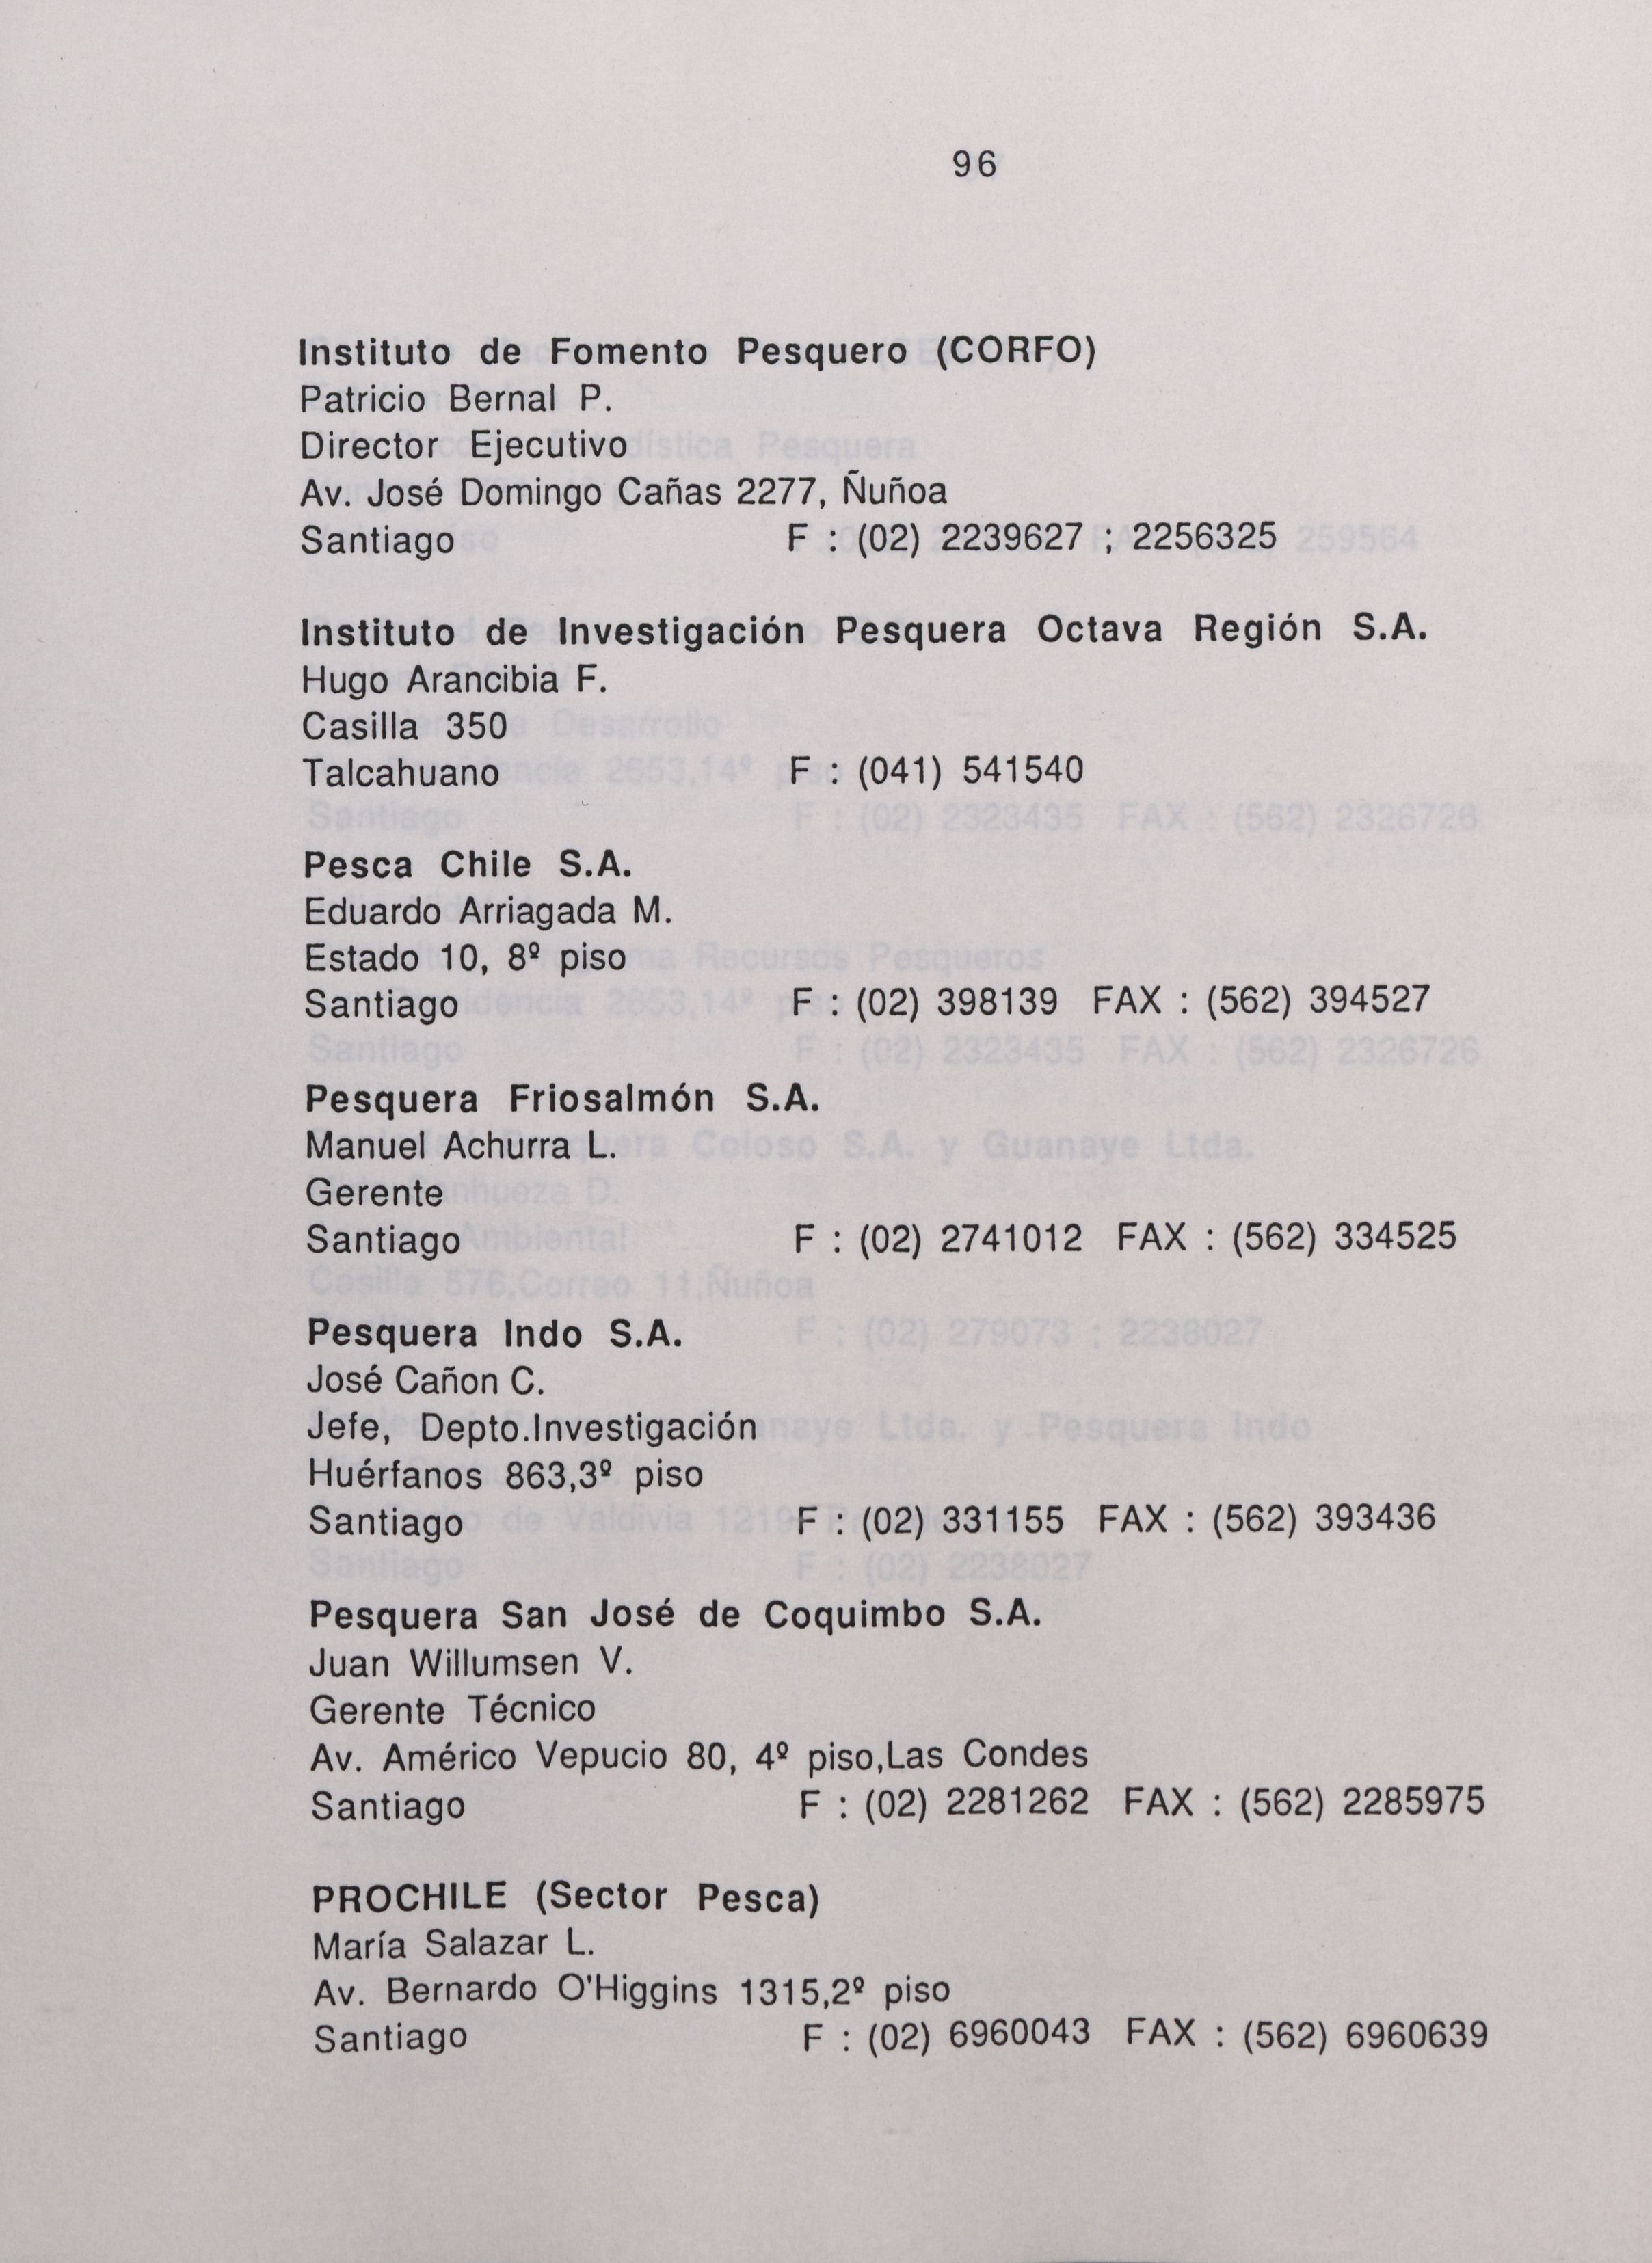 96
Instituto de Fomento Pesquero (CORFO)
Patricio Bernal P.
Director Ejecutivo
Av. José Domingo Cañas 2277, Ñuñoa
Santiago F : (02) 2239627 ; 2256325
Instituto de Investigación Pesquera Octava Región S.A.
Hugo Arancibia F.
Casilla 350
Talcahuano F : (041) 541540
Pesca Chile S.A.
Eduardo Arriagada M.
Estado 10, 8º piso
Santiago F : (02) 398139 FAX : (562) 394527
Pesquera Friosalmón S.A.
Manuel Achurra L.
Gerente
Santiago F : (02) 2741012 FAX : (562) 334525
Pesquera Indo S.A.
José Cañon C.
Jefe, Depto.Investigación
Huérfanos 863,3º piso
Santiago F : (02) 331155 FAX : (562) 393436
Pesquera San José de Coquimbo S.A.
Juan Willumsen V.
Gerente Técnico
Av. Américo Vepucio 80, 4º piso,Las Condes
Santiago F : (02) 2281262 FAX : (562) 2285975
PROCHILE (Sector Pesca)
María Salazar L.
Av. Bernardo O'Higgins 1315,2º piso
Santiago F : (02) 6960043 FAX : (562) 6960639